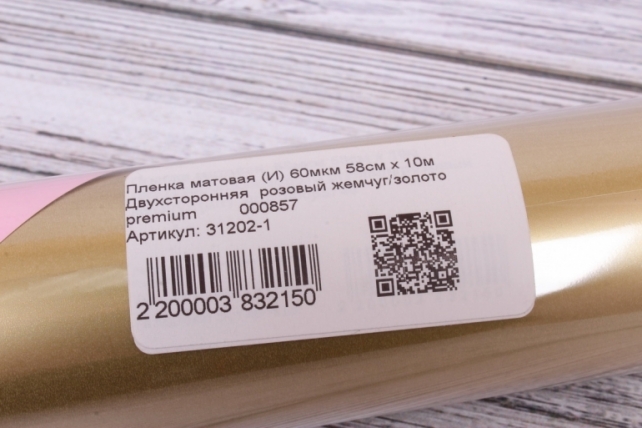 Пленка матовая (И) 60мкм 58см x 10м
Двухсторонняя розовый жемчуг/золото
premium 000857
Артикул: 31202-1
2 200003 832150